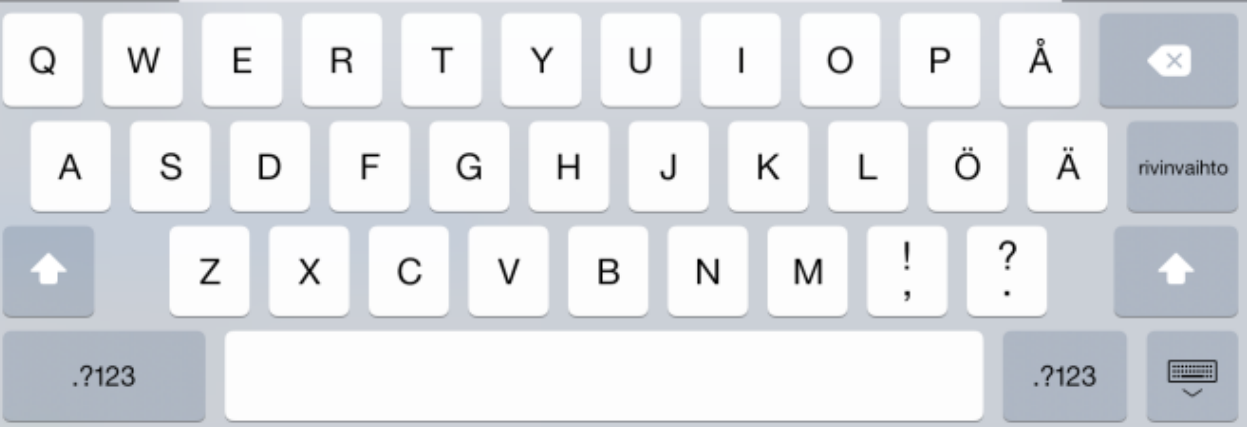 Q W E R T Y U I O P Å
A S D F G H J K L Ö Ä rivinvaihto
Z X C V B N M ! , ? .
.?123 .?123